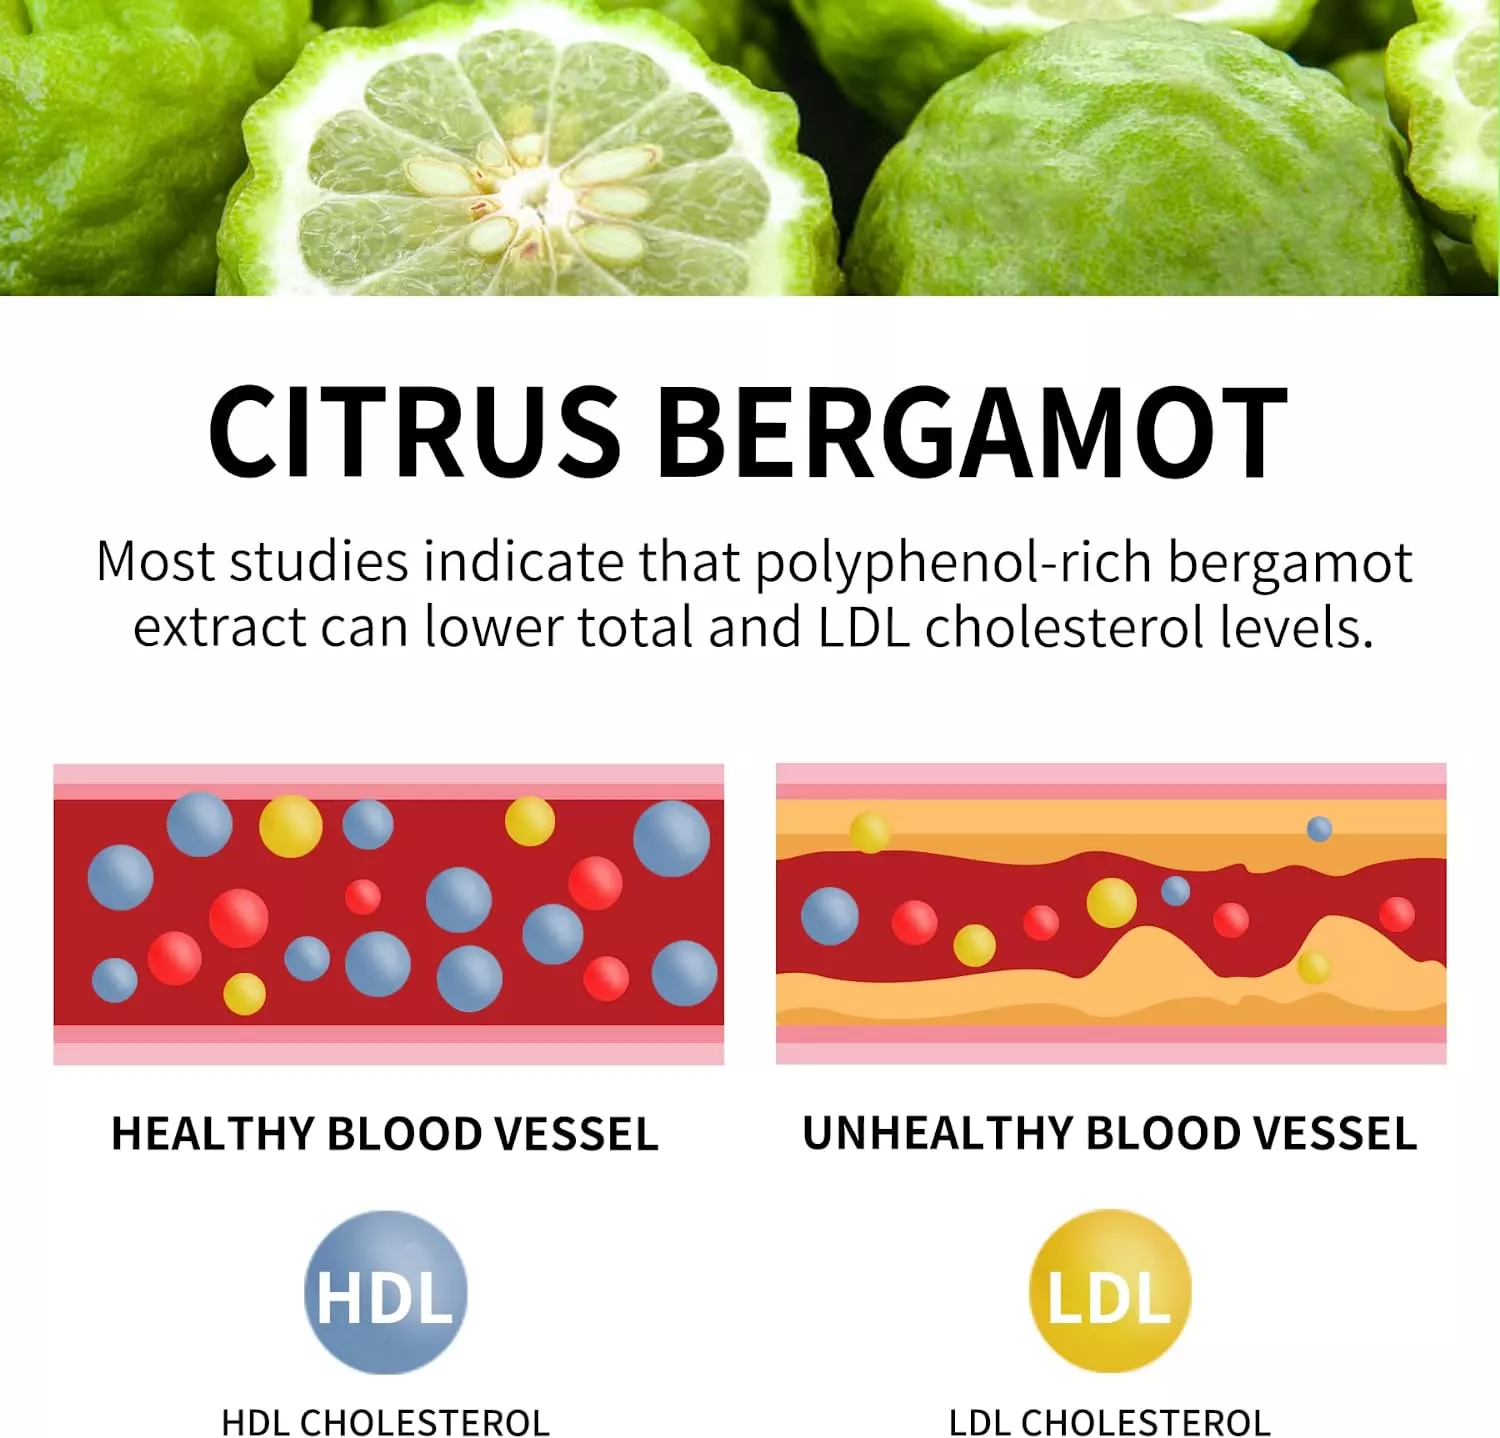 CITRUS BERGAMOT
Most studies indicate that polyphenol-rich bergamot
extract can lower total and LDL cholesterol levels.
HEALTHY BLOOD VESSEL
UNHEALTHY BLOOD VESSEL
HDL
LDL
HDL CHOLESTEROL
LDL CHOLESTEROL